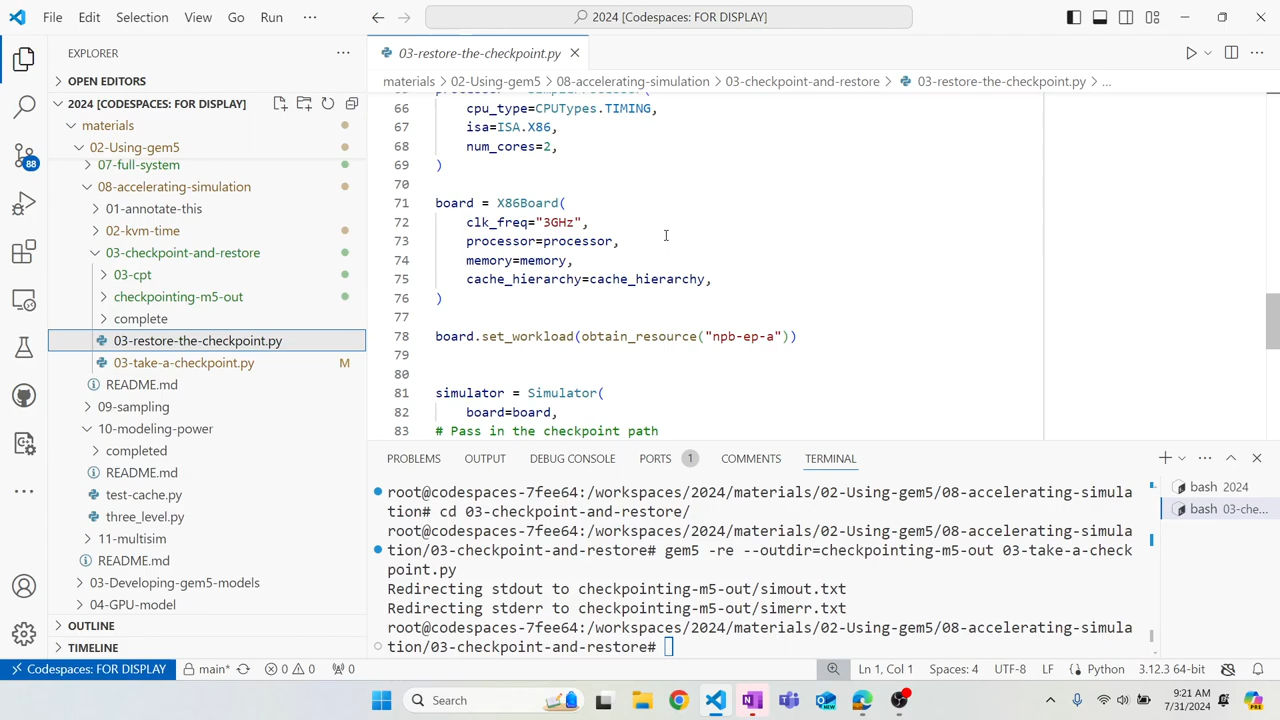 File Edit Selection View Go Run ···
2024 [Codespaces: FOR DISPLAY]
EXPLORER
OPEN EDITORS
2024 [CODESPACES: FOR DISPLAY]
materials
02-Using-gem5
07-full-system
08-accelerating-simulation
01-annotate-this
02-kvm-time
03-checkpoint-and-restore
03-cpt
checkpointing-m5-out
complete
03-restore-the-checkpoint.py
03-take-a-checkpoint.py M
README.md
09-sampling
10-modeling-power
completed
README.md
test-cache.py
three_level.py
11-multisim
README.md
03-Developing-gem5-models
04-GPU-model
OUTLINE
TIMELINE
88
03-restore-the-checkpoint.py
materials > 02-Using-gem5 > 08-accelerating-simulation > 03-checkpoint-and-restore > 03-restore-the-checkpoint.py > ...
66 cpu_type=CPUTypes.TIMING,
67 isa=ISA.X86,
68 num_cores=2,
69 )
70
71 board = X86Board(
72 clk_freq="3GHz",
73 processor=processor,
74 memory=memory,
75 cache_hierarchy=cache_hierarchy,
76 )
77
78 board.set_workload(obtain_resource("npb-ep-a"))
79
80
81 simulator = Simulator(
82 board=board,
83 # Pass in the checkpoint path
PROBLEMS OUTPUT DEBUG CONSOLE PORTS 1 COMMENTS TERMINAL
root@codespaces-7fee64:/workspaces/2024/materials/02-Using-gem5/08-accelerating-simula
tion# cd 03-checkpoint-and-restore/
root@codespaces-7fee64:/workspaces/2024/materials/02-Using-gem5/08-accelerating-simula
tion/03-checkpoint-and-restore# gem5 -re --outdir=checkpointing-m5-out 03-take-a-check
point.py
Redirecting stdout to checkpointing-m5-out/simout.txt
Redirecting stderr to checkpointing-m5-out/simerr.txt
root@codespaces-7fee64:/workspaces/2024/materials/02-Using-gem5/08-accelerating-simula
tion/03-checkpoint-and-restore#
bash 2024
bash 03-che...
Codespaces: FOR DISPLAY main* 0 0 0 Ln 1, Col 1 Spaces: 4 UTF-8 LF Python 3.12.3 64-bit
Search
9:21 AM
7/31/2024